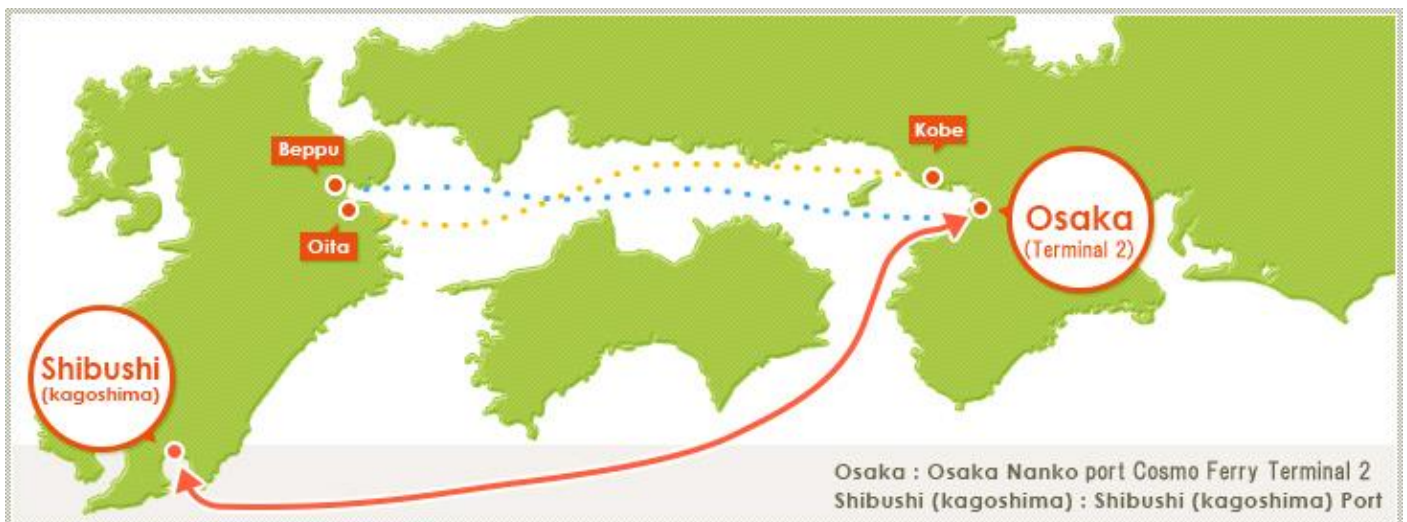 Kobe
Beppu
Osaka
(Terminal 2)
Oita
Shibushi
(kagoshima)
Osaka : Osaka Nanko port Cosmo Ferry Terminal 2
Shibushi (kagoshima) : Shibushi (kagoshima) Port